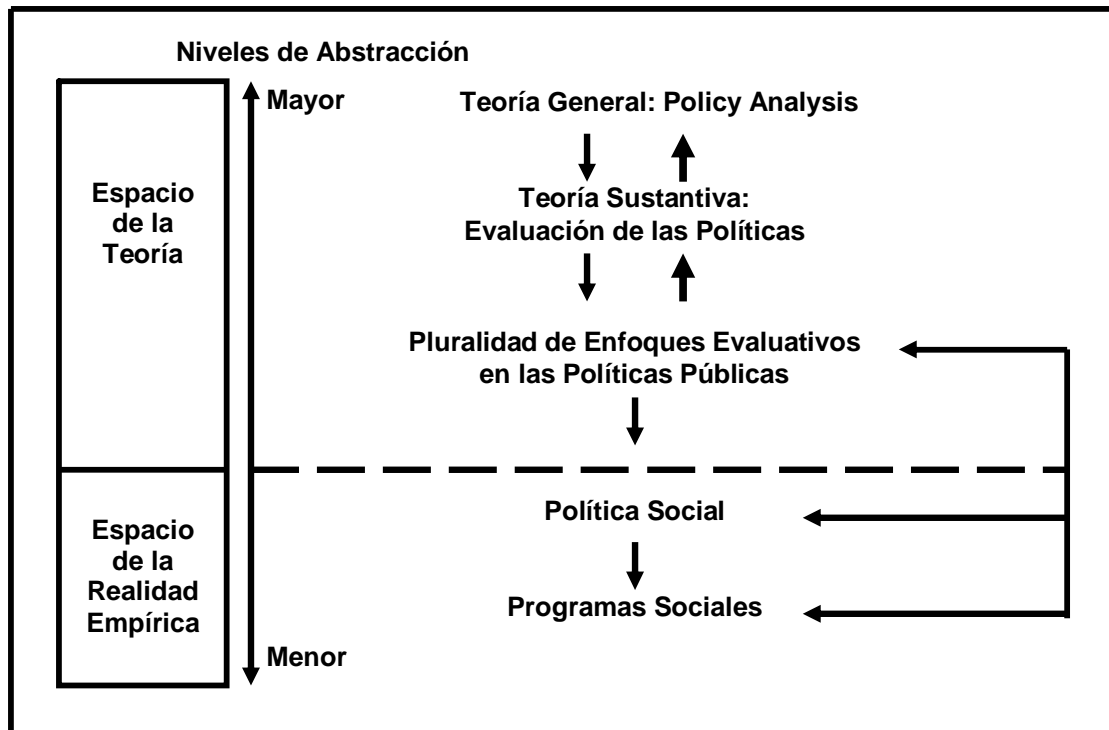 Niveles de Abstracción
Mayor
Teoría General: Policy Analysis
Espacio
de la
Teoría
Teoría Sustantiva:
Evaluación de las Políticas
Pluralidad de Enfoques Evaluativos
en las Políticas Públicas
Espacio
de la
Realidad
Empírica
Política Social
Programas Sociales
Menor